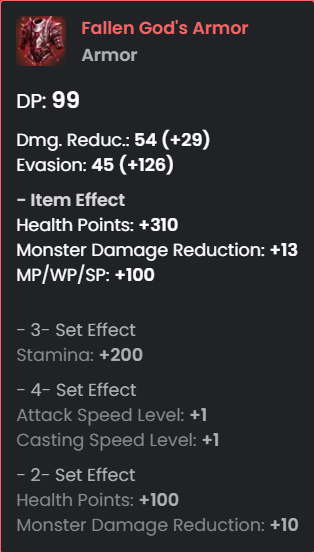 Fallen God's Armor
Armor
DP: 99
Dmg. Reduc.: 54 (+29)
Evasion: 45 (+126)
- Item Effect
Health Points: +310
Monster Damage Reduction: +13
MP/WP/SP: +100
- 3- Set Effect
Stamina: +200
- 4- Set Effect
Attack Speed Level: +1
Casting Speed Level: +1
- 2- Set Effect
Health Points: +100
Monster Damage Reduction: +10